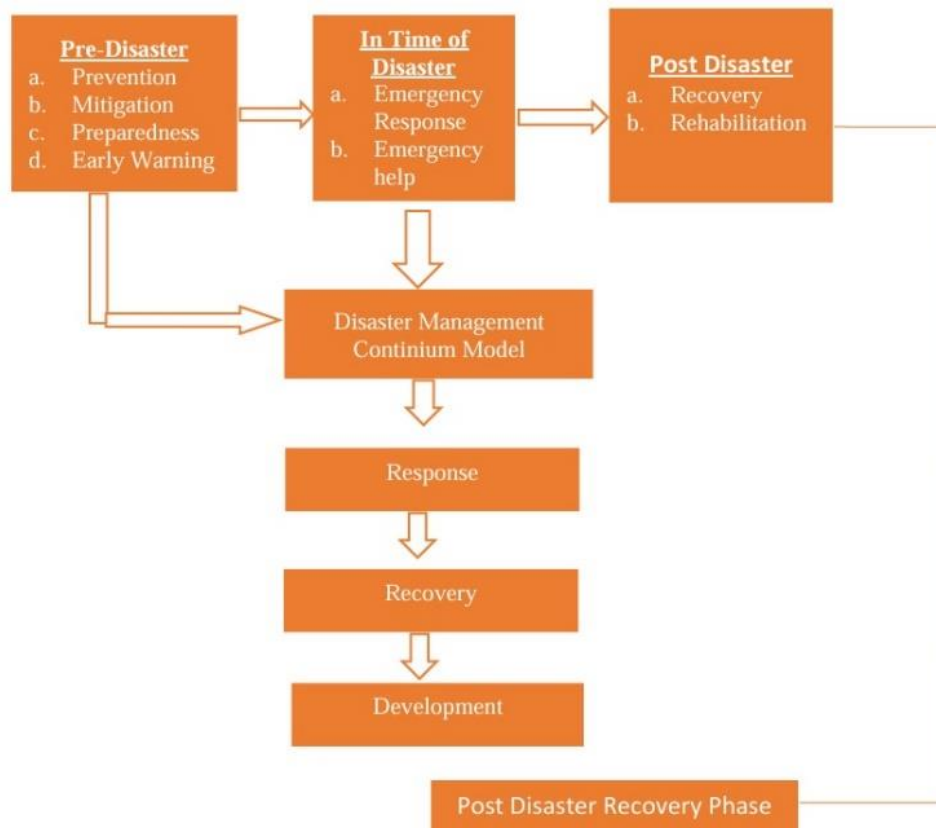 Pre-Disaster
a. Prevention
b. Mitigation
c. Preparedness
d. Early Warning
In Time of
Disaster
a. Emergency
Response
b. Emergency
help
Post Disaster
a. Recovery
b. Rehabilitation
Disaster Management
Continium Model
Response
Recovery
Development
Post Disaster Recovery Phase